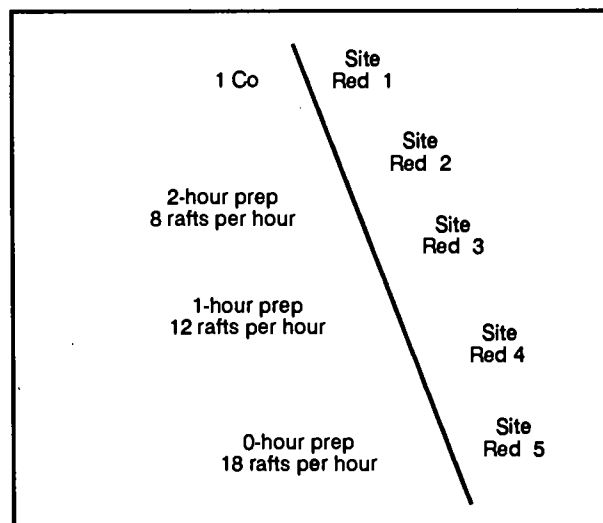 Site
Red 1
1 Co
Site
Red 2
2-hour prep
8 rafts per hour
Site
Red 3
1-hour prep
12 rafts per hour
Site
Red 4
0-hour prep
18 rafts per hour
Site
Red 5